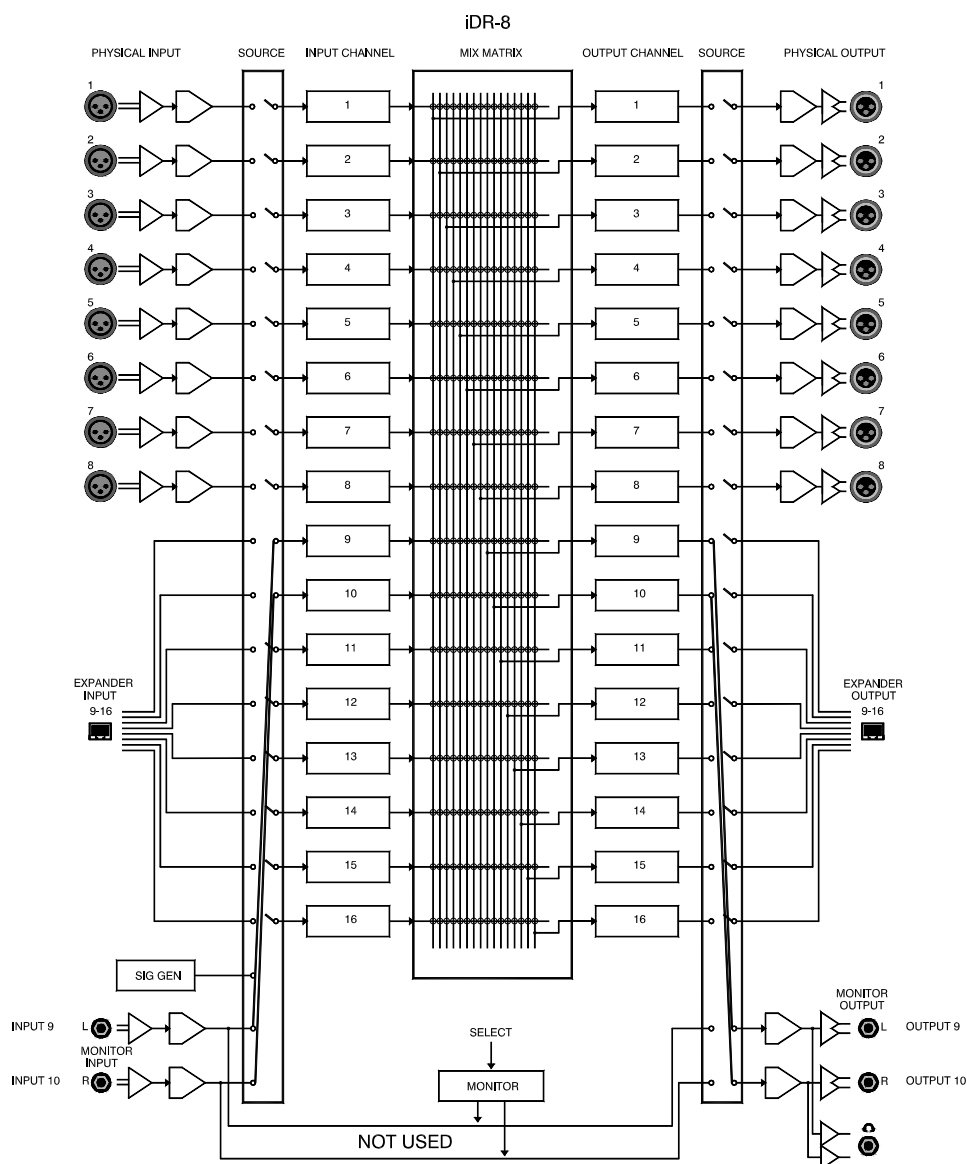 iDR-8
PHYSICAL INPUT SOURCE INPUT CHANNEL MIX MATRIX OUTPUT CHANNEL SOURCE PHYSICAL OUTPUT
1 1 1 1
2 2 2 2
3 3 3 3
4 4 4 4
5 5 5 5
6 6 6 6
7 7 7 7
8 8 8 8
9 9
10 10
11 11
EXPANDER INPUT 9-16
12 12
EXPANDER OUTPUT 9-16
13 13
14 14
15 15
16 16
SIG GEN
INPUT 9 L
MONITOR INPUT
INPUT 10 R
SELECT
MONITOR
NOT USED
MONITOR OUTPUT
L OUTPUT 9
R OUTPUT 10